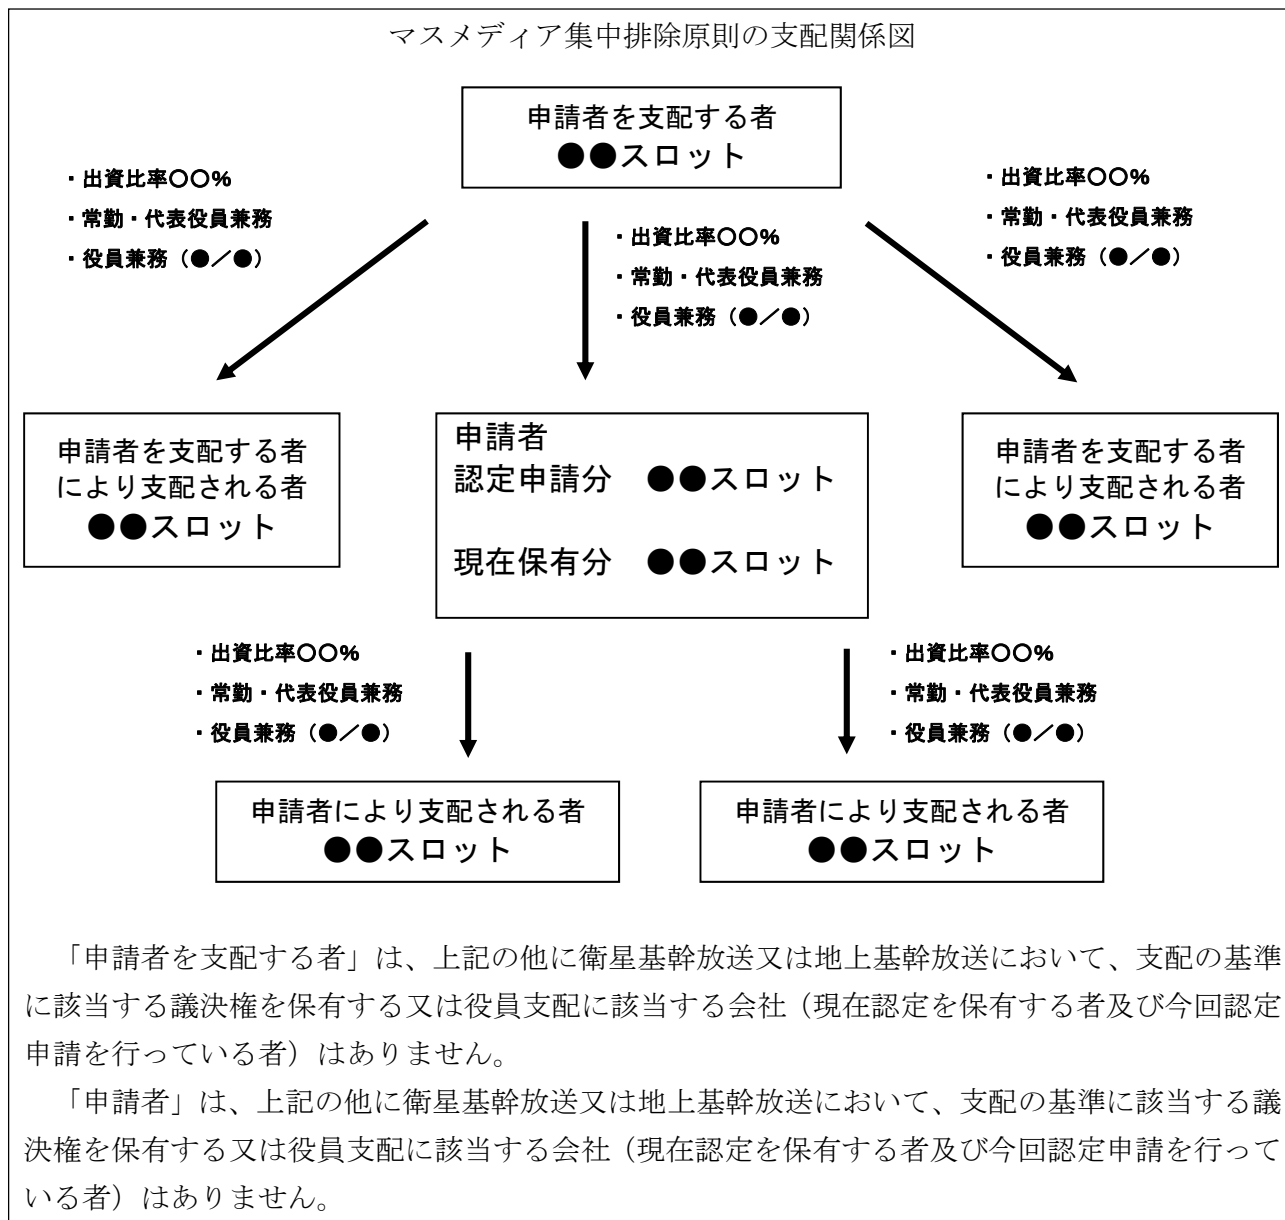 マスメディア集中排除原則の支配関係図
申請者を支配する者
●●スロット
・出資比率〇〇%
・常勤・代表役員兼務
・役員兼務（●／●）
・出資比率〇〇%
・常勤・代表役員兼務
・役員兼務（●／●）
・出資比率〇〇%
・常勤・代表役員兼務
・役員兼務（●／●）
申請者を支配する者
により支配される者
●●スロット
申請者
認定申請分　●●スロット
現在保有分　●●スロット
申請者を支配する者
により支配される者
●●スロット
・出資比率〇〇%
・常勤・代表役員兼務
・役員兼務（●／●）
・出資比率〇〇%
・常勤・代表役員兼務
・役員兼務（●／●）
申請者により支配される者
●●スロット
申請者により支配される者
●●スロット
「申請者を支配する者」は、上記の他に衛星基幹放送又は地上基幹放送において、支配の基準
に該当する議決権を保有する又は役員支配に該当する会社（現在認定を保有する者及び今回認定
申請を行っている者）はありません。
「申請者」は、上記の他に衛星基幹放送又は地上基幹放送において、支配の基準に該当する議
決権を保有する又は役員支配に該当する会社（現在認定を保有する者及び今回認定申請を行って
いる者）はありません。